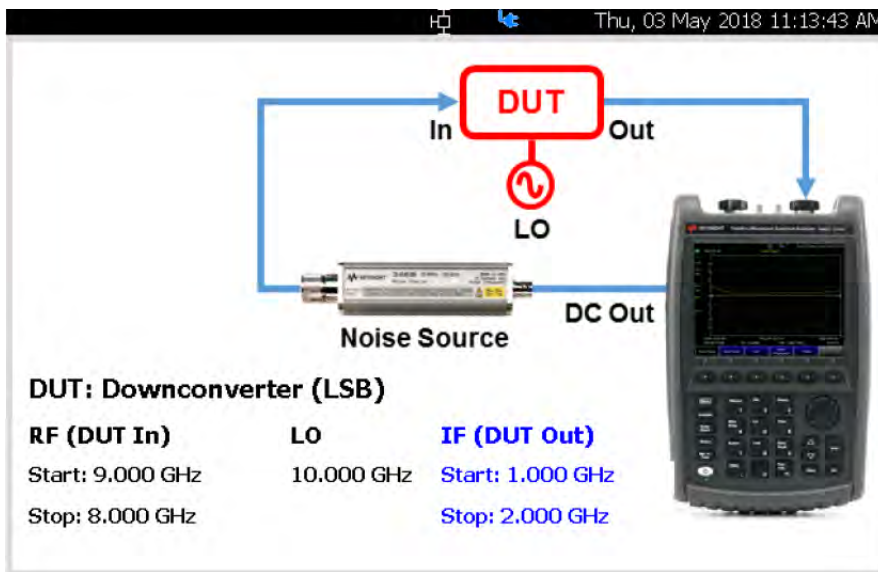 Thu, 03 May 2018 11:13:43 AM
DUT
In
Out
LO
DC Out
Noise Source
DUT: Downconverter (LSB)
RF (DUT In) LO IF (DUT Out)
Start: 9.000 GHz 10.000 GHz Start: 1.000 GHz
Stop: 8.000 GHz Stop: 2.000 GHz